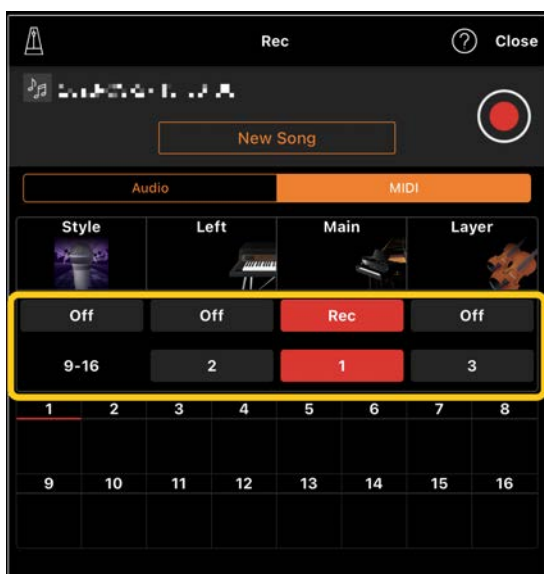 Rec
? Close
New Song
Audio MIDI
Style Left Main Layer
Off Off Rec Off
9-16 2 1 3
1 2 3 4 5 6 7 8
9 10 11 12 13 14 15 16